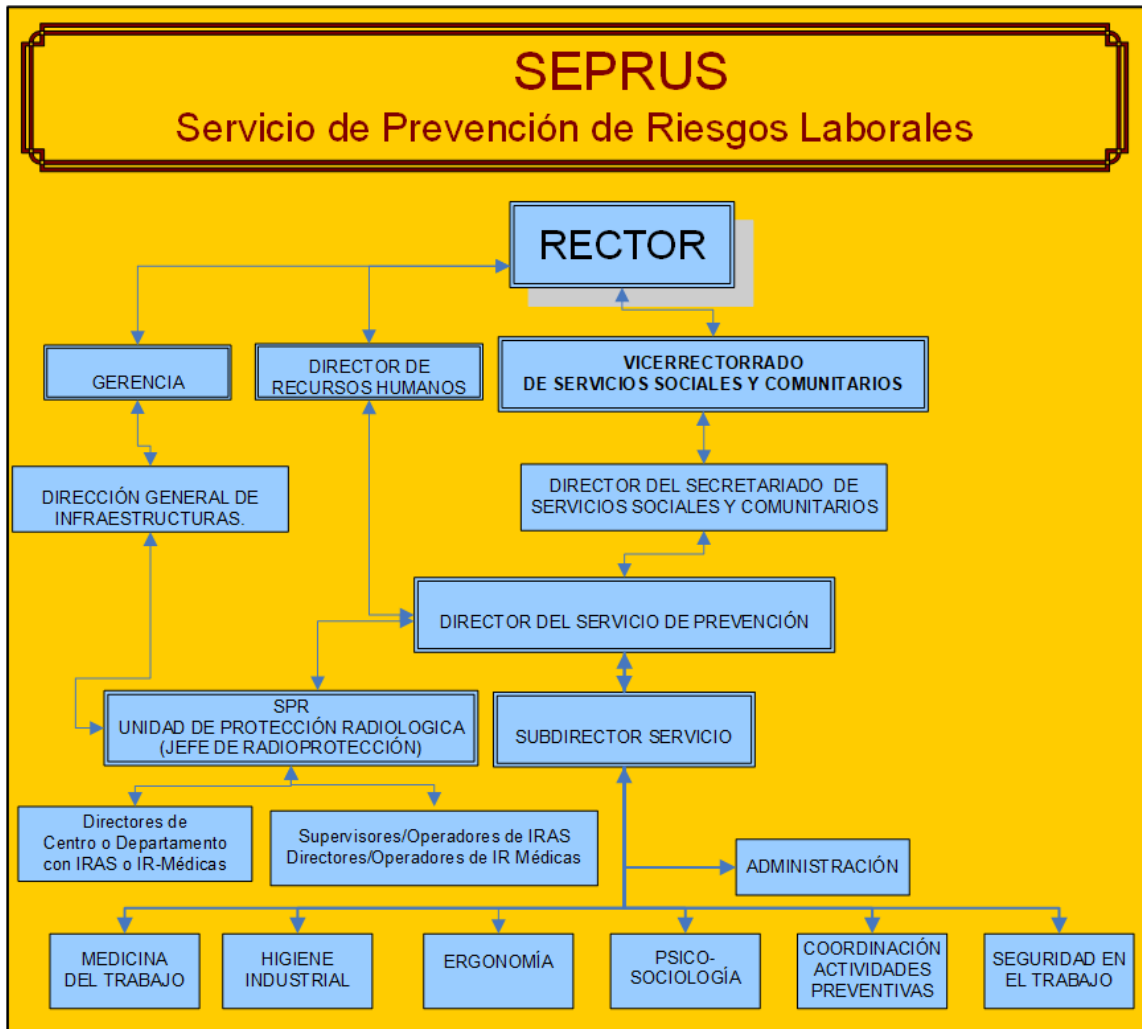 SEPRUS
Servicio de Prevención de Riesgos Laborales
RECTOR
GERENCIA
DIRECTOR DE
RECURSOS HUMANOS
VICERRECTORRADO
DE SERVICIOS SOCIALES Y COMUNITARIOS
DIRECCIÓN GENERAL DE
INFRAESTRUCTURAS.
DIRECTOR DEL SECRETARIADO DE
SERVICIOS SOCIALES Y COMUNITARIOS
DIRECTOR DEL SERVICIO DE PREVENCIÓN
SPR
UNIDAD DE PROTECCIÓN RADIOLOGICA
(JEFE DE RADIOPROTECCIÓN)
SUBDIRECTOR SERVICIO
Directores de
Centro o Departamento
con IRAS o IR-Médicas
Supervisores/Operadores de IRAS
Directores/Operadores de IR Médicas
ADMINISTRACIÓN
MEDICINA
DEL TRABAJO
HIGIENE
INDUSTRIAL
ERGONOMÍA
PSICO-
SOCIOLOGÍA
COORDINACIÓN
ACTIVIDADES
PREVENTIVAS
SEGURIDAD EN
EL TRABAJO